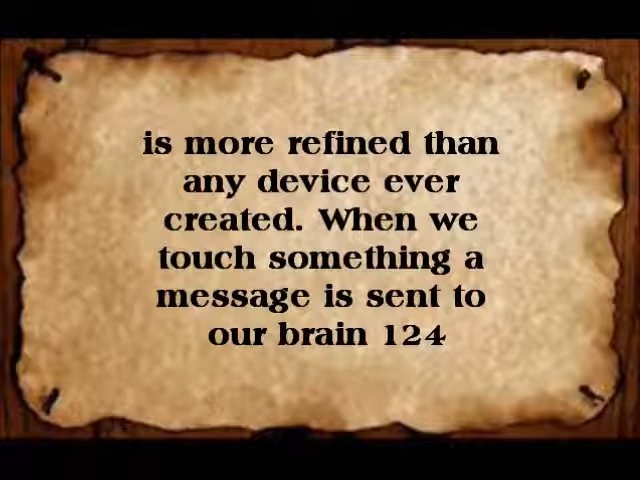 is more refined than
any device ever
created. When we
touch something a
message is sent to
our brain 124